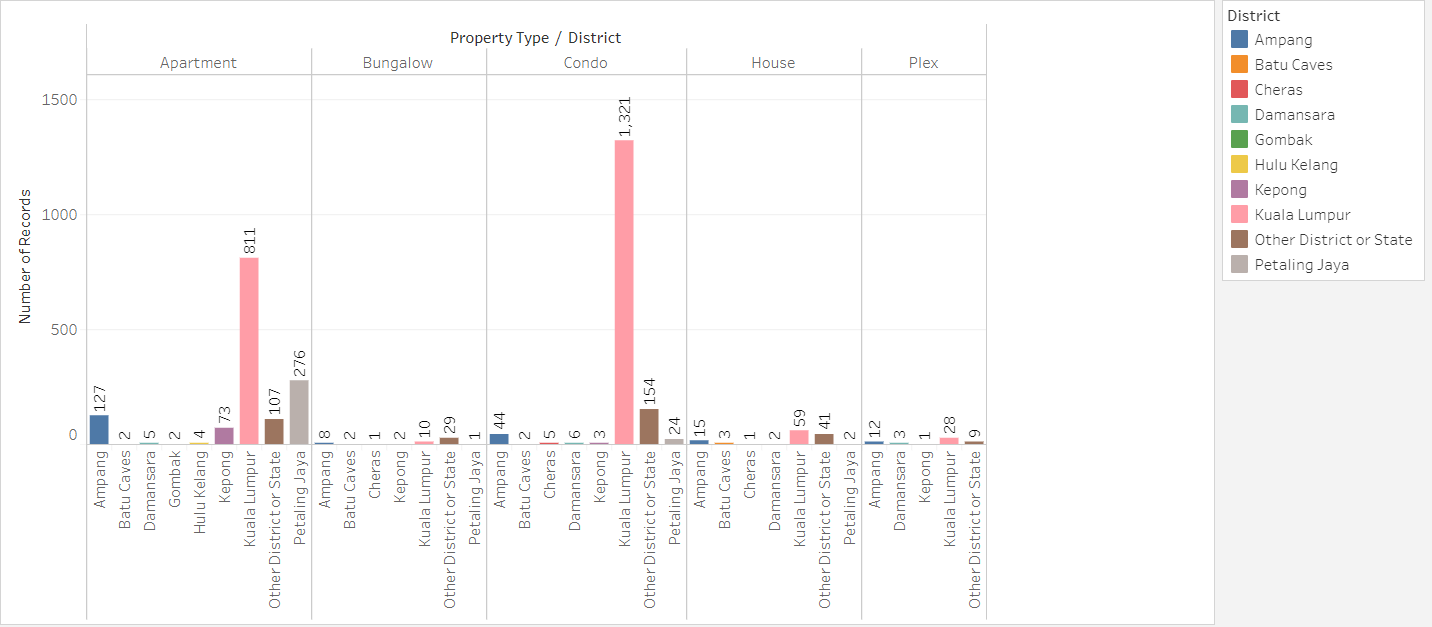 Property Type / District
Apartment Bungalow Condo House Plex
Number of Records
1500
1000
500
0
127 2 5 2 4 73 811 107 276 8 2 1 2 10 29 1 44 2 5 6 3 1,321 154 24 15 3 1 2 59 41 2 12 3 1 28 9
Ampang
Batu Caves
Damansara
Gombak
Hulu Kelang
Kepong
Kuala Lumpur
Other District or State
Petaling Jaya
Ampang
Batu Caves
Cheras
Kepong
Kuala Lumpur
Other District or State
Petaling Jaya
Ampang
Batu Caves
Cheras
Damansara
Kepong
Kuala Lumpur
Other District or State
Petaling Jaya
Ampang
Batu Caves
Cheras
Damansara
Kuala Lumpur
Other District or State
Petaling Jaya
Ampang
Damansara
Kepong
Kuala Lumpur
Other District or State
District
Ampang
Batu Caves
Cheras
Damansara
Gombak
Hulu Kelang
Kepong
Kuala Lumpur
Other District or State
Petaling Jaya